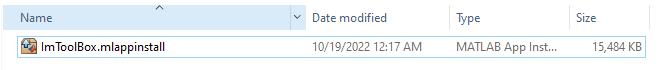 Name Date modified Type Size
ImToolBox.mlappinstall 10/19/2022 12:17 AM MATLAB App Inst... 15,484 KB